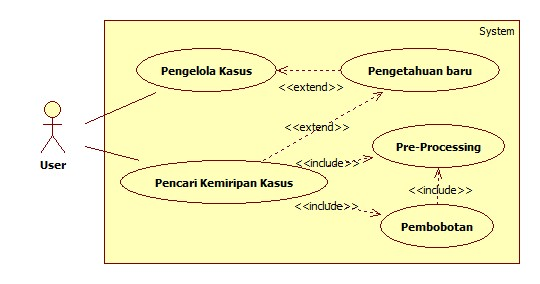 System
Pengelola Kasus
Pengetahuan baru
<<extend>>
User
<<extend>>
Pre-Processing
<<include>>
Pencari Kemiripan Kasus
<<include>>
<<include>>
Pembobotan